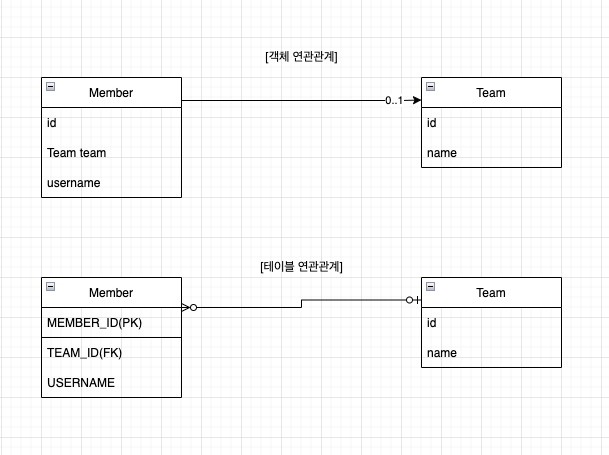 [객체 연관관계]
Member
id
Team team
username
0..1
Team
id
name
[테이블 연관관계]
Member
MEMBER_ID(PK)
TEAM_ID(FK)
USERNAME
Team
id
name